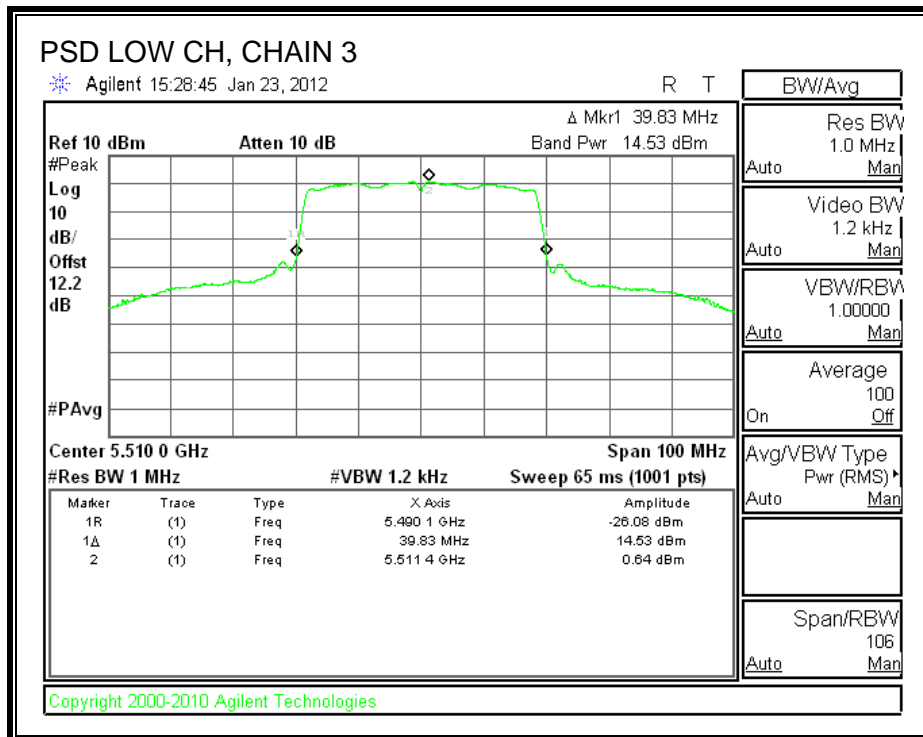 PSD LOW CH, CHAIN 3
Agilent 15:28:45 Jan 23, 2012 R T
Δ Mkr1 39.83 MHz
Ref 10 dBm Atten 10 dB Band Pwr 14.53 dBm
#Peak
Log
10
dB/
Offst
12.2
dB
#PAvg
1R
2
1
Center 5.510 0 GHz Span 100 MHz
#Res BW 1 MHz #VBW 1.2 kHz Sweep 65 ms (1001 pts)
Marker Trace Type X Axis Amplitude
1R (1) Freq 5.490 1 GHz -26.08 dBm
1Δ (1) Freq 39.83 MHz 14.53 dBm
2 (1) Freq 5.511 4 GHz 0.64 dBm
BW/Avg
Res BW
1.0 MHz
Auto Man
Video BW
1.2 kHz
Auto Man
VBW/RBW
1.00000
Auto Man
Average
100
On Off
Avg/VBW Type
Pwr (RMS)
Auto Man
Span/RBW
106
Auto Man
Copyright 2000-2010 Agilent Technologies